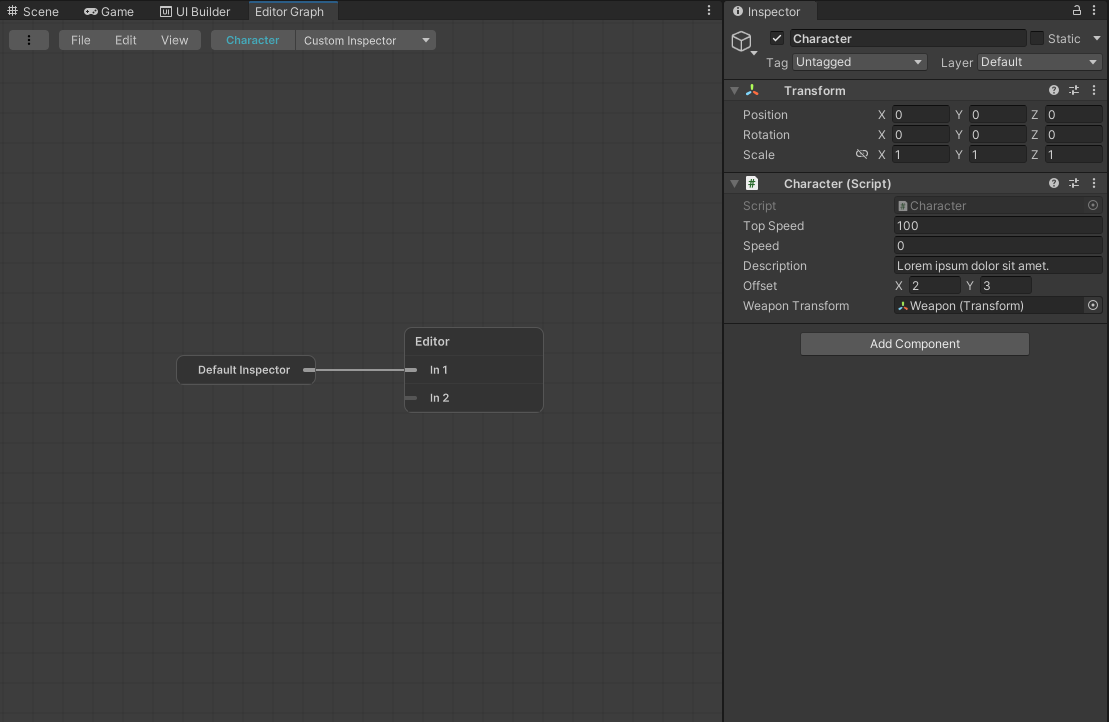 Scene Game UI Builder Editor Graph
File Edit View Character Custom Inspector
Default Inspector
Editor
In 1
In 2
Inspector
Character Static
Tag Untagged Layer Default
Transform
Position X 0 Y 0 Z 0
Rotation X 0 Y 0 Z 0
Scale X 1 Y 1 Z 1
# Character (Script)
Script # Character
Top Speed 100
Speed 0
Description Lorem ipsum dolor sit amet.
Offset X 2 Y 3
Weapon Transform Weapon (Transform)
Add Component